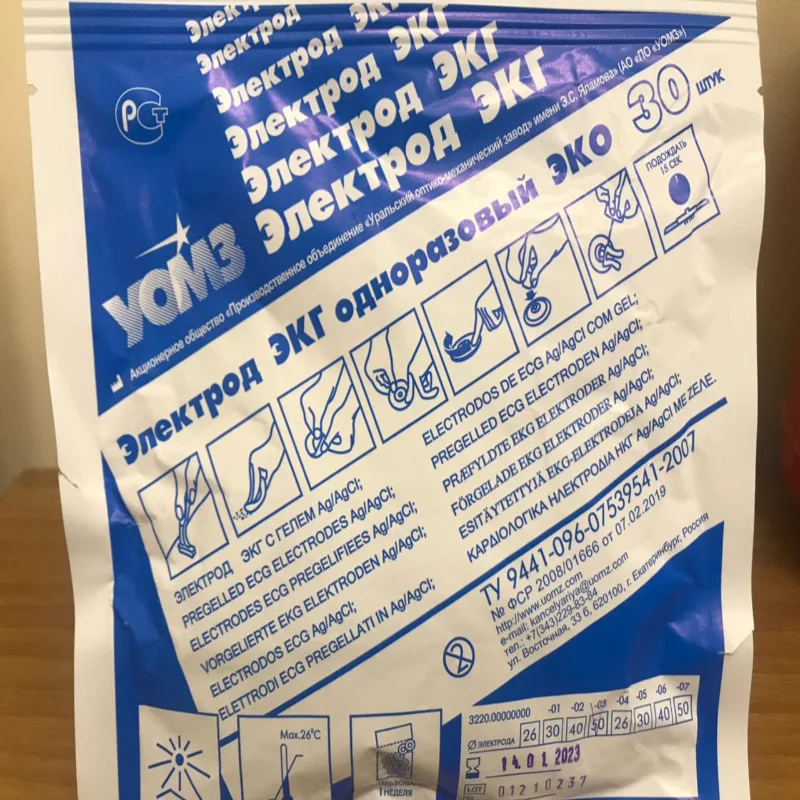 Электрод
Электрод ЭКГ
Электрод ЭКГ
Электрод ЭКГ
Электрод ЭКГ
Электрод ЭКГ
РСТ
УОМЗ
Акционерное общество «Производственное объединение «Уральский оптико-механический завод» имени Э.С. Яламова» (АО «ПО «УОМЗ»)
Электрод ЭКГ одноразовый ЭКО 30 ШТУК
ПОДОЖДАТЬ
15 СЕК
ЭЛЕКТРОД ЭКГ С ГЕЛЕМ Ag/AgCl;
PREGELLED ECG ELECTRODES Ag/AgCl;
ELECTRODES ECG PREGELIFIEES Ag/AgCl;
VORGELIERTE EKG ELEKTRODEN Ag/AgCl;
ELECTRODOS ECG Ag/AgCl;
ELETTRODI ECG PREGELLATI IN Ag/AgCl;
ELECTRODOS DE ECG Ag/AgCl COM GEL;
PREGELLED ECG ELECTRODEN Ag/AgCl;
PRÆFYLDTE EKG ELEKTRODER Ag/AgCl;
FÖRGELADE EKG ELEKTRODER Ag/AgCl;
ESITÄYTETTYJÄ EKG-ELEKTRODEJA Ag/AgCl;
ΚΑΡΔΙΟΛΟΓΙΚΑ ΗΛΕΚΤΡΟΔΙΑ ΗΚΓ Ag/AgCl ΜΕ ΖΕΛΕ.
ТУ 9441-096-07539541-2007
№ ФСР 2008/01666 от 07.02.2019
http://www.uomz.com
e-mail: kancelyariya@uomz.com
тел.: +7(343)229-83-84
ул. Восточная, 33 б, 620100, г. Екатеринбург, Россия
2
Max.26°C
1 НЕДЕЛЯ
3220.00000000 -01 -02 -03 -04 -05 -06 -07
Ø ЭЛЕКТРОДА 26 30 40 50 26 30 40 50
14.01.2023
LOT 01210237